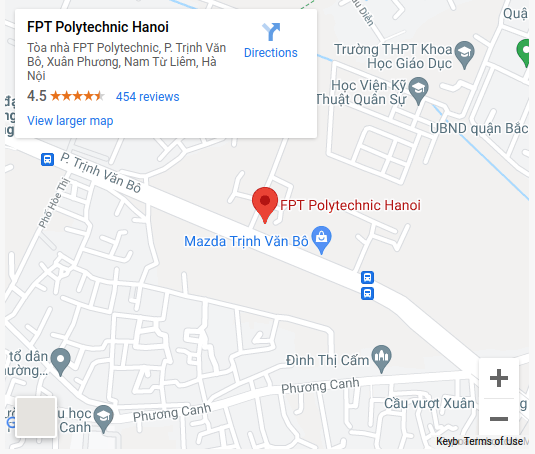 FPT Polytechnic Hanoi
Tòa nhà FPT Polytechnic, P. Trịnh Văn
Bô, Xuân Phương, Nam Từ Liêm, Hà
Nội
4.5
454 reviews
View larger map
Directions
Diễn
Quậ
Trường THPT Khoa
Học Giáo Dục
Học Viện Kỹ
Thuật Quân Sự
UBND quận Bắc
P. Trịnh Văn Bô
Phố Hòe Thị
FPT Polytechnic Hanoi
Mazda Trịnh Văn Bô
Đình Thị Cấm
tổ dân
Phương Canh
Phương Canh
u học
Canh
Cầu vượt Xuân
Keyb
Terms of Use